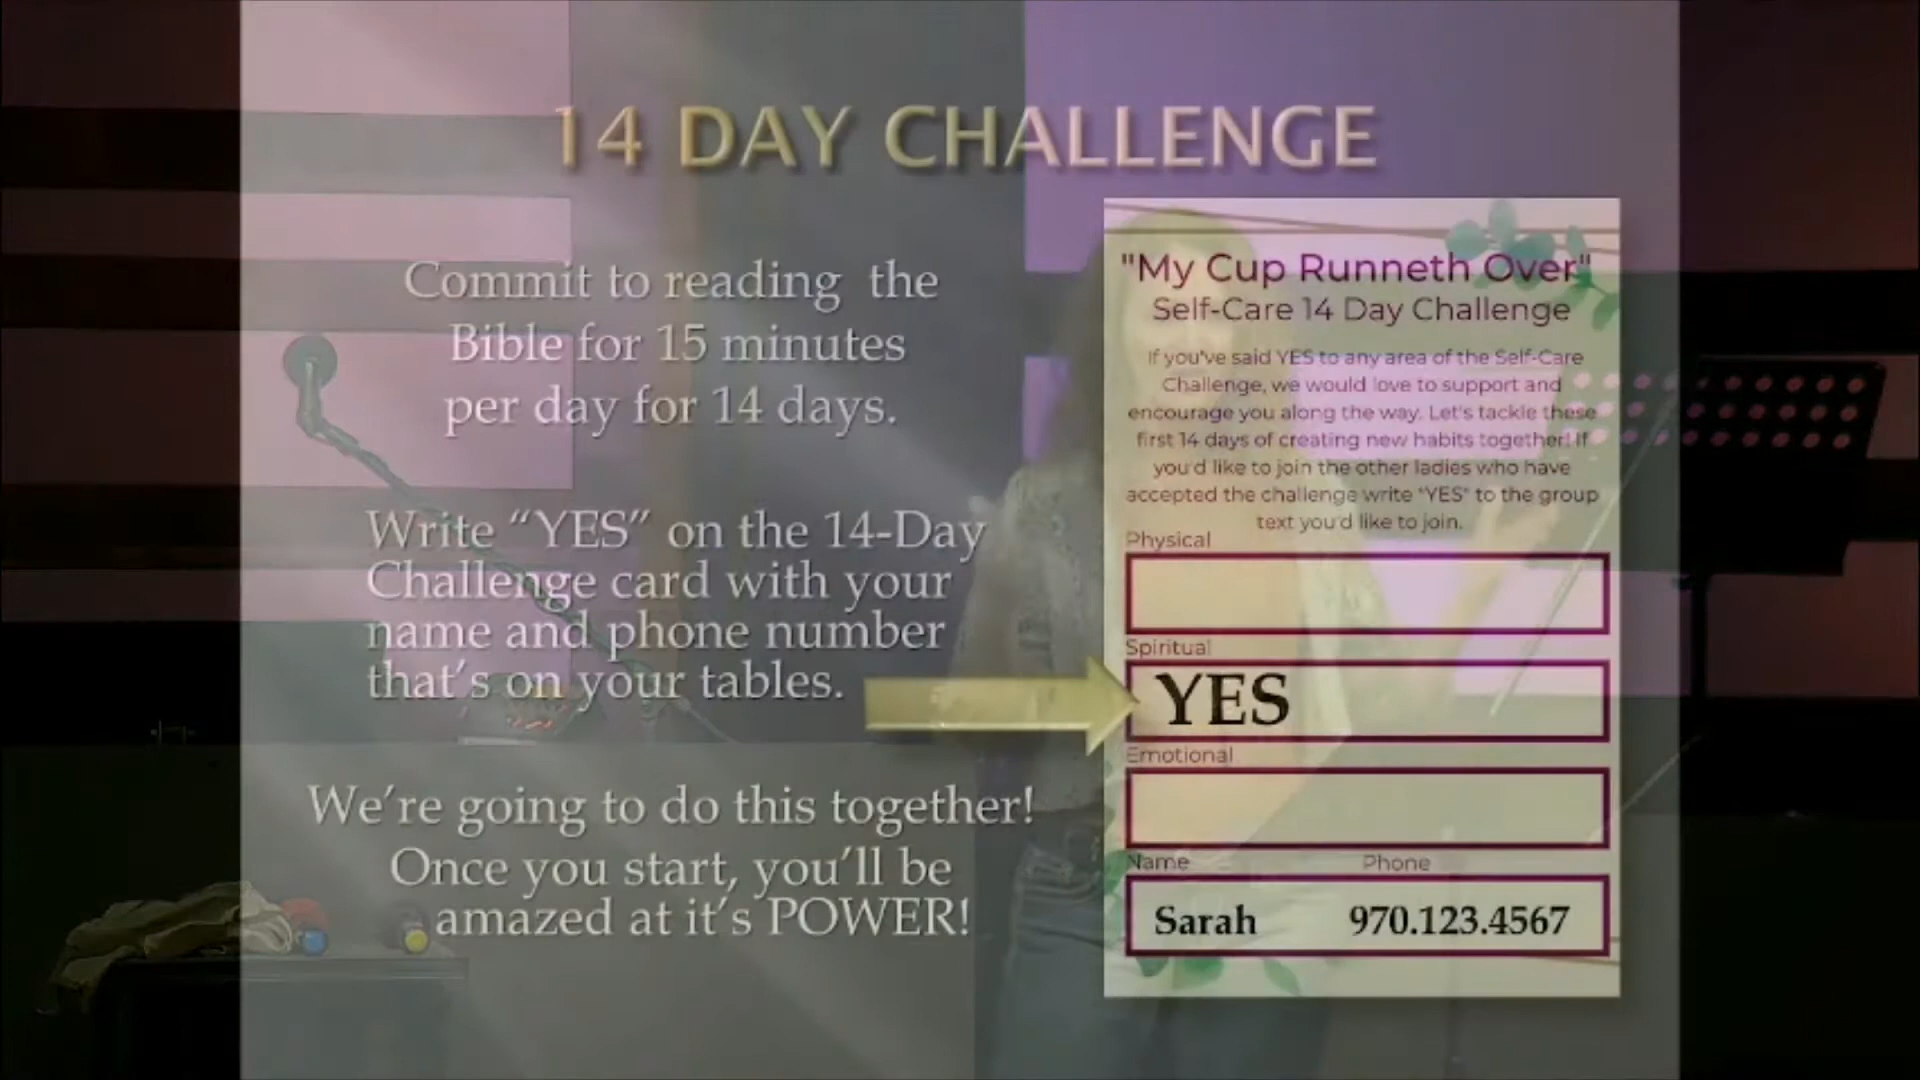 14 DAY CHALLENGE
Commit to reading the
Bible for 15 minutes
per day for 14 days.
Write “YES” on the 14-Day
Challenge card with your
name and phone number
that’s on your tables.
We’re going to do this together!
Once you start, you’ll be
amazed at it’s POWER!
"My Cup Runneth Over"
Self-Care 14 Day Challenge
If you've said YES to any area of the Self-Care
Challenge, we would love to support and
encourage you along the way. Let's tackle these
first 14 days of creating new habits together! If
you'd like to join the other ladies who have
accepted the challenge write "YES" to the group
text you'd like to join.
Physical
Spiritual
YES
Emotional
Name Phone
Sarah 970.123.4567